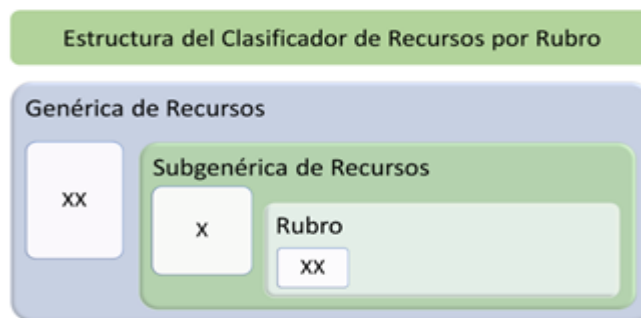 Estructura del Clasificador de Recursos por Rubro
Genérica de Recursos
xx
Subgenérica de Recursos
x
Rubro
xx